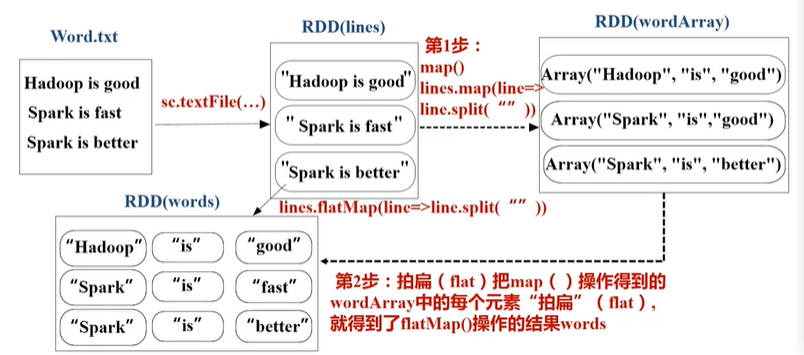 Word.txt
Hadoop is good
Spark is fast
Spark is better
sc.textFile(…)
RDD(lines)
"Hadoop is good"
" Spark is fast"
"Spark is better"
第1步：
map()
lines.map(line=>
line.split( “” ))
RDD(wordArray)
Array("Hadoop", "is", "good")
Array("Spark", "is","good")
Array("Spark", "is", "better")
lines.flatMap(line=>line.split( “” ))
RDD(words)
“Hadoop” “is” “good”
“Spark” “is” “fast”
“Spark” “is” “better”
第2步：拍扁（flat）把map（）操作得到的
wordArray中的每个元素“拍扁”（flat），
就得到了flatMap()操作的结果words